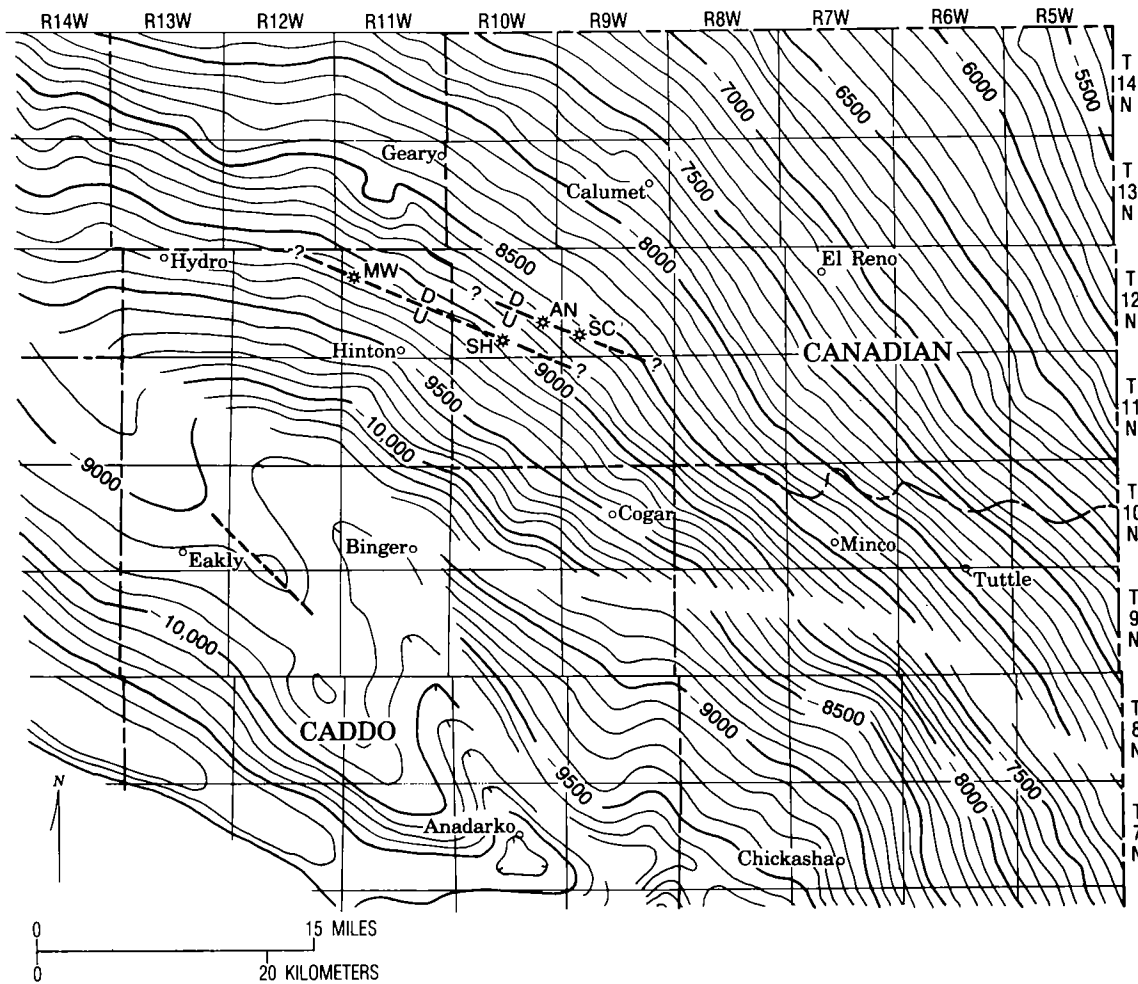 R14W R13W R12W R11W R10W R9W R8W R7W R6W R5W
T 14 N
-7000 -6500 -6000 -5500
Geary
Calumet
-7500
T 13 N
-8000
-8500
Hydro
?
MW
D
U
?
D
U
AN
SC
El Reno
T 12 N
Hinton
SH
?
?
CANADIAN
-9000
-9500
-10,000
T 11 N
-9000
Cogar
T 10 N
Eakly
Binger
Minco
Tuttle
T 9 N
10,000
CADDO
-9000
-8500
T 8 N
N
-9500
-8000
-7500
Anadarko
Chickasha
T 7 N
0 15 MILES
0 20 KILOMETERS